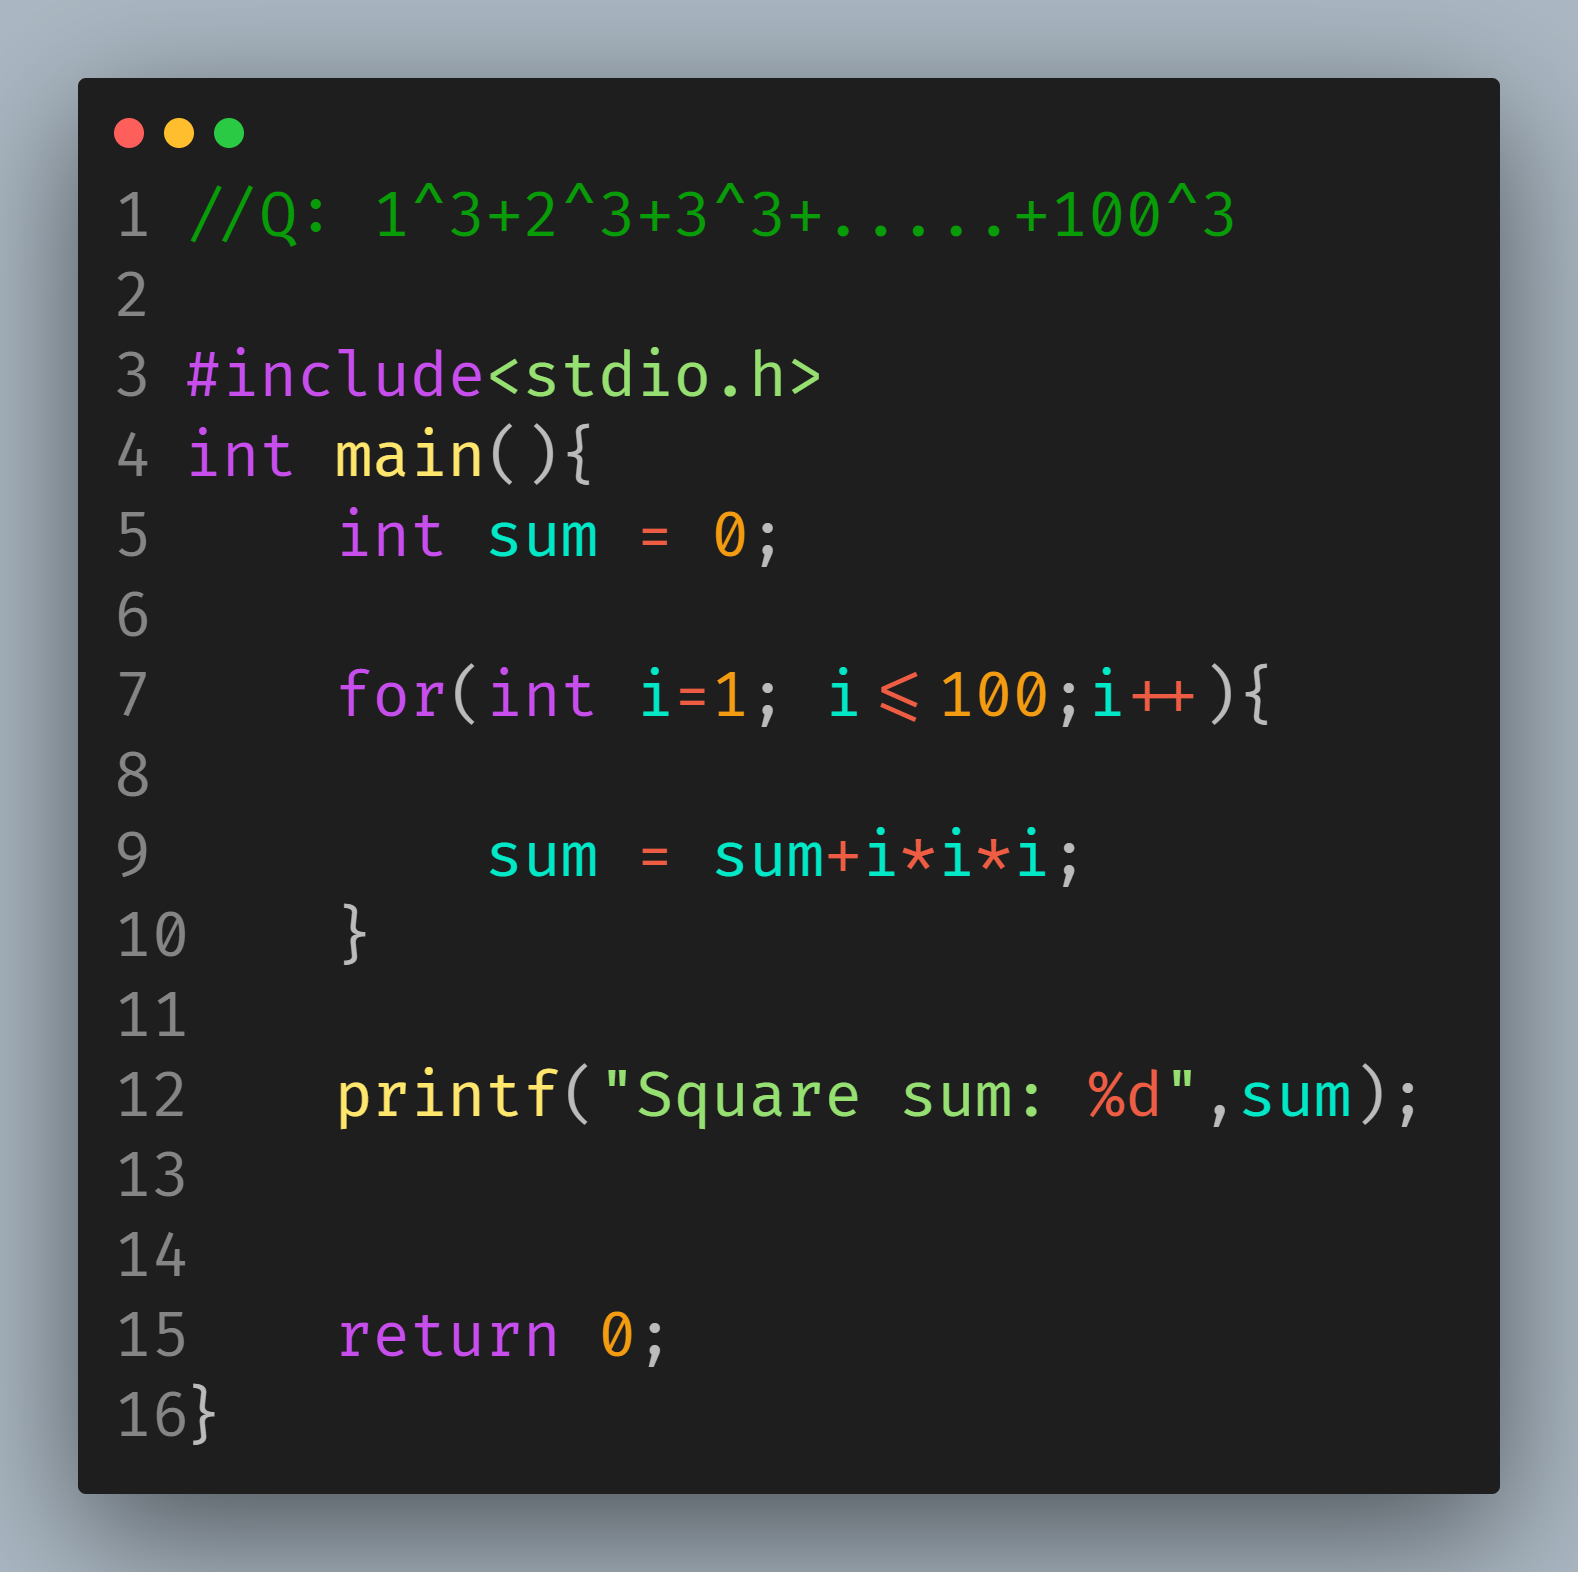 1 //Q: 1^3+2^3+3^3+.....+100^3
2
3 #include<stdio.h>
4 int main(){
5     int sum = 0;
6
7     for(int i=1; i<=100;i++){
8
9         sum = sum+i*i*i;
10    }
11
12    printf("Square sum: %d",sum);
13
14
15    return 0;
16}